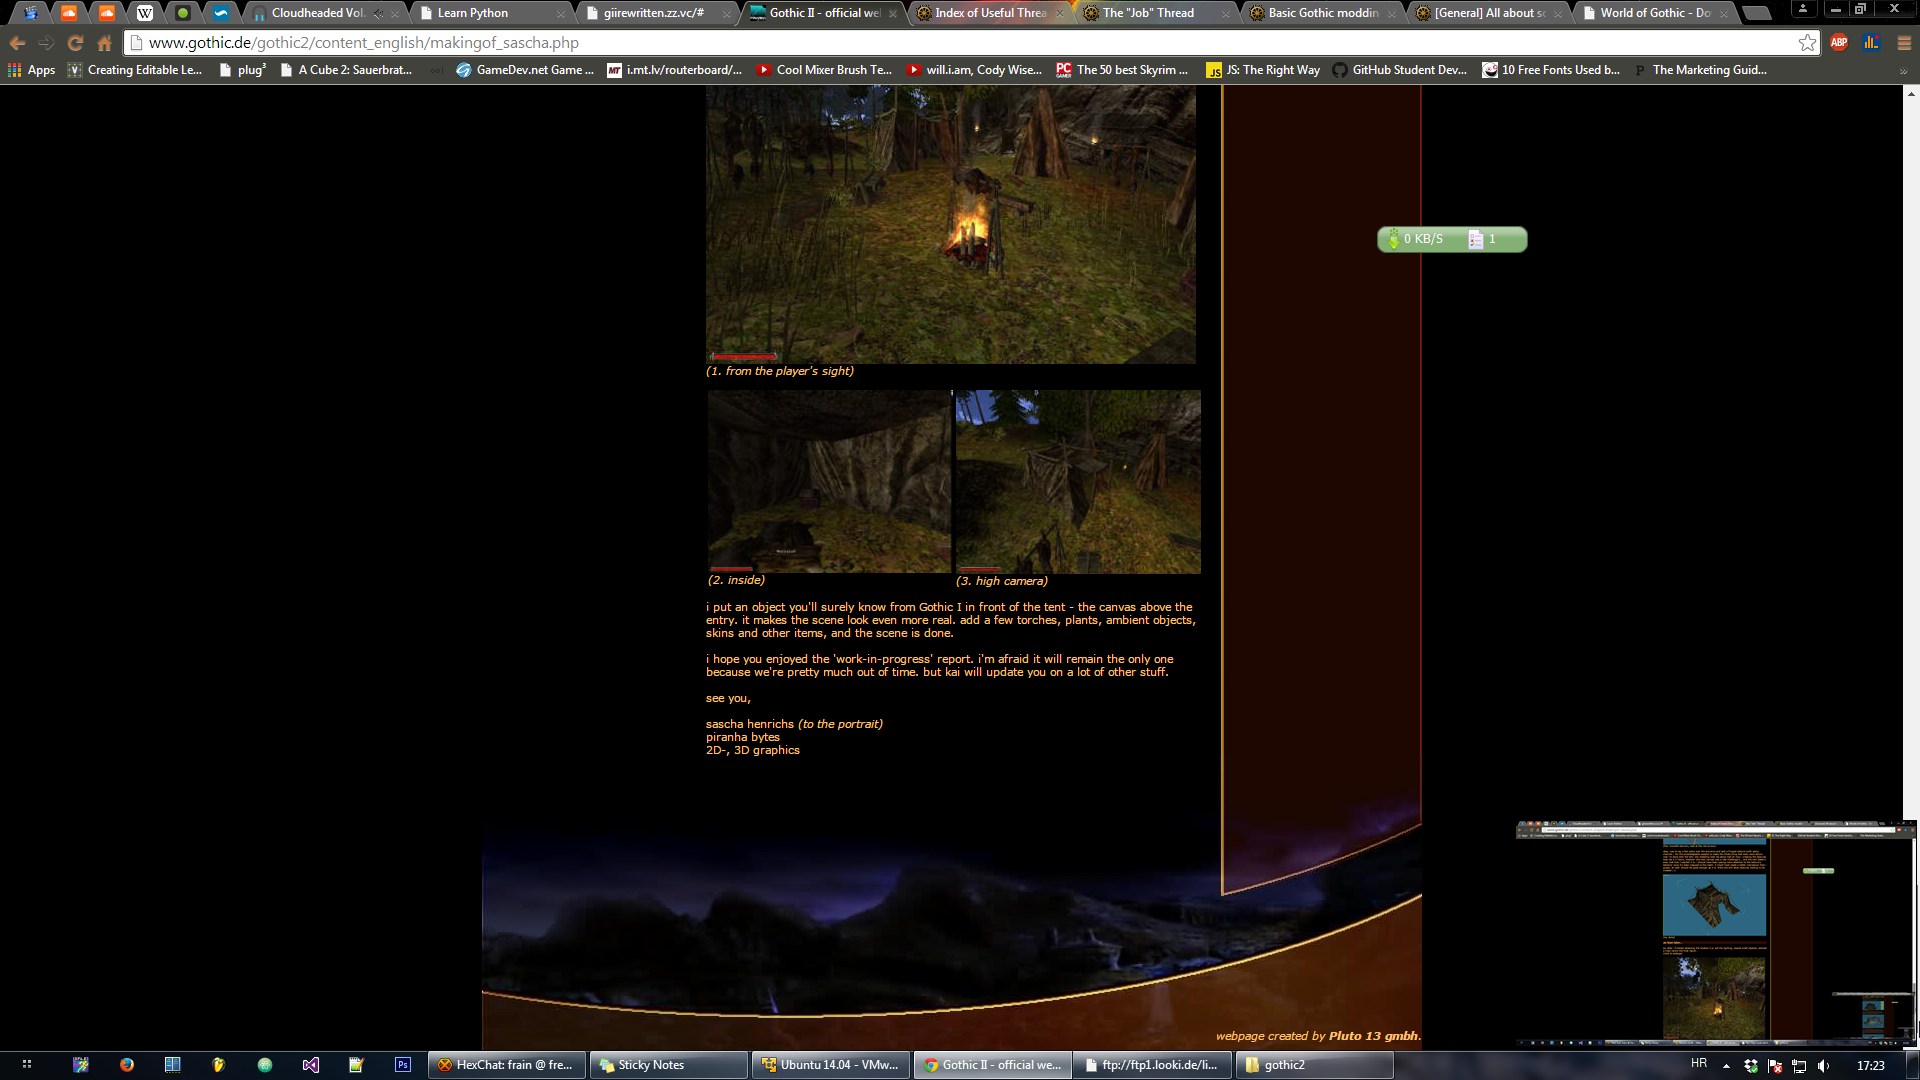 Cloudheaded Vol.
Learn Python
giirewritten.zz.vc/#
Gothic II - official we
Index of Useful Threa
The "Job" Thread
Basic Gothic moddin
[General] All about sc
World of Gothic - Do
www.gothic.de/gothic2/content_english/makingof_sascha.php
ABP
Apps
Creating Editable Le...
plug³
A Cube 2: Sauerbrat...
GameDev.net Game ...
i.mt.lv/routerboard/...
Cool Mixer Brush Te...
will.i.am, Cody Wise...
The 50 best Skyrim ...
JS: The Right Way
GitHub Student Dev...
10 Free Fonts Used b...
The Marketing Guid...
0 KB/S
1
(1. from the player's sight)
(2. inside)
(3. high camera)
i put an object you'll surely know from Gothic I in front of the tent - the canvas above the
entry. it makes the scene look even more real. add a few torches, plants, ambient objects,
skins and other items, and the scene is done.
i hope you enjoyed the 'work-in-progress' report. i'm afraid it will remain the only one
because we're pretty much out of time. but kai will update you on a lot of other stuff.
see you,
sascha henrichs (to the portrait)
piranha bytes
2D-, 3D graphics
webpage created by Pluto 13 gmbh.
HexChat: frain @ fre...
Sticky Notes
Ubuntu 14.04 - VMw...
Gothic II - official we...
ftp://ftp1.looki.de/li...
gothic2
HR
17:23